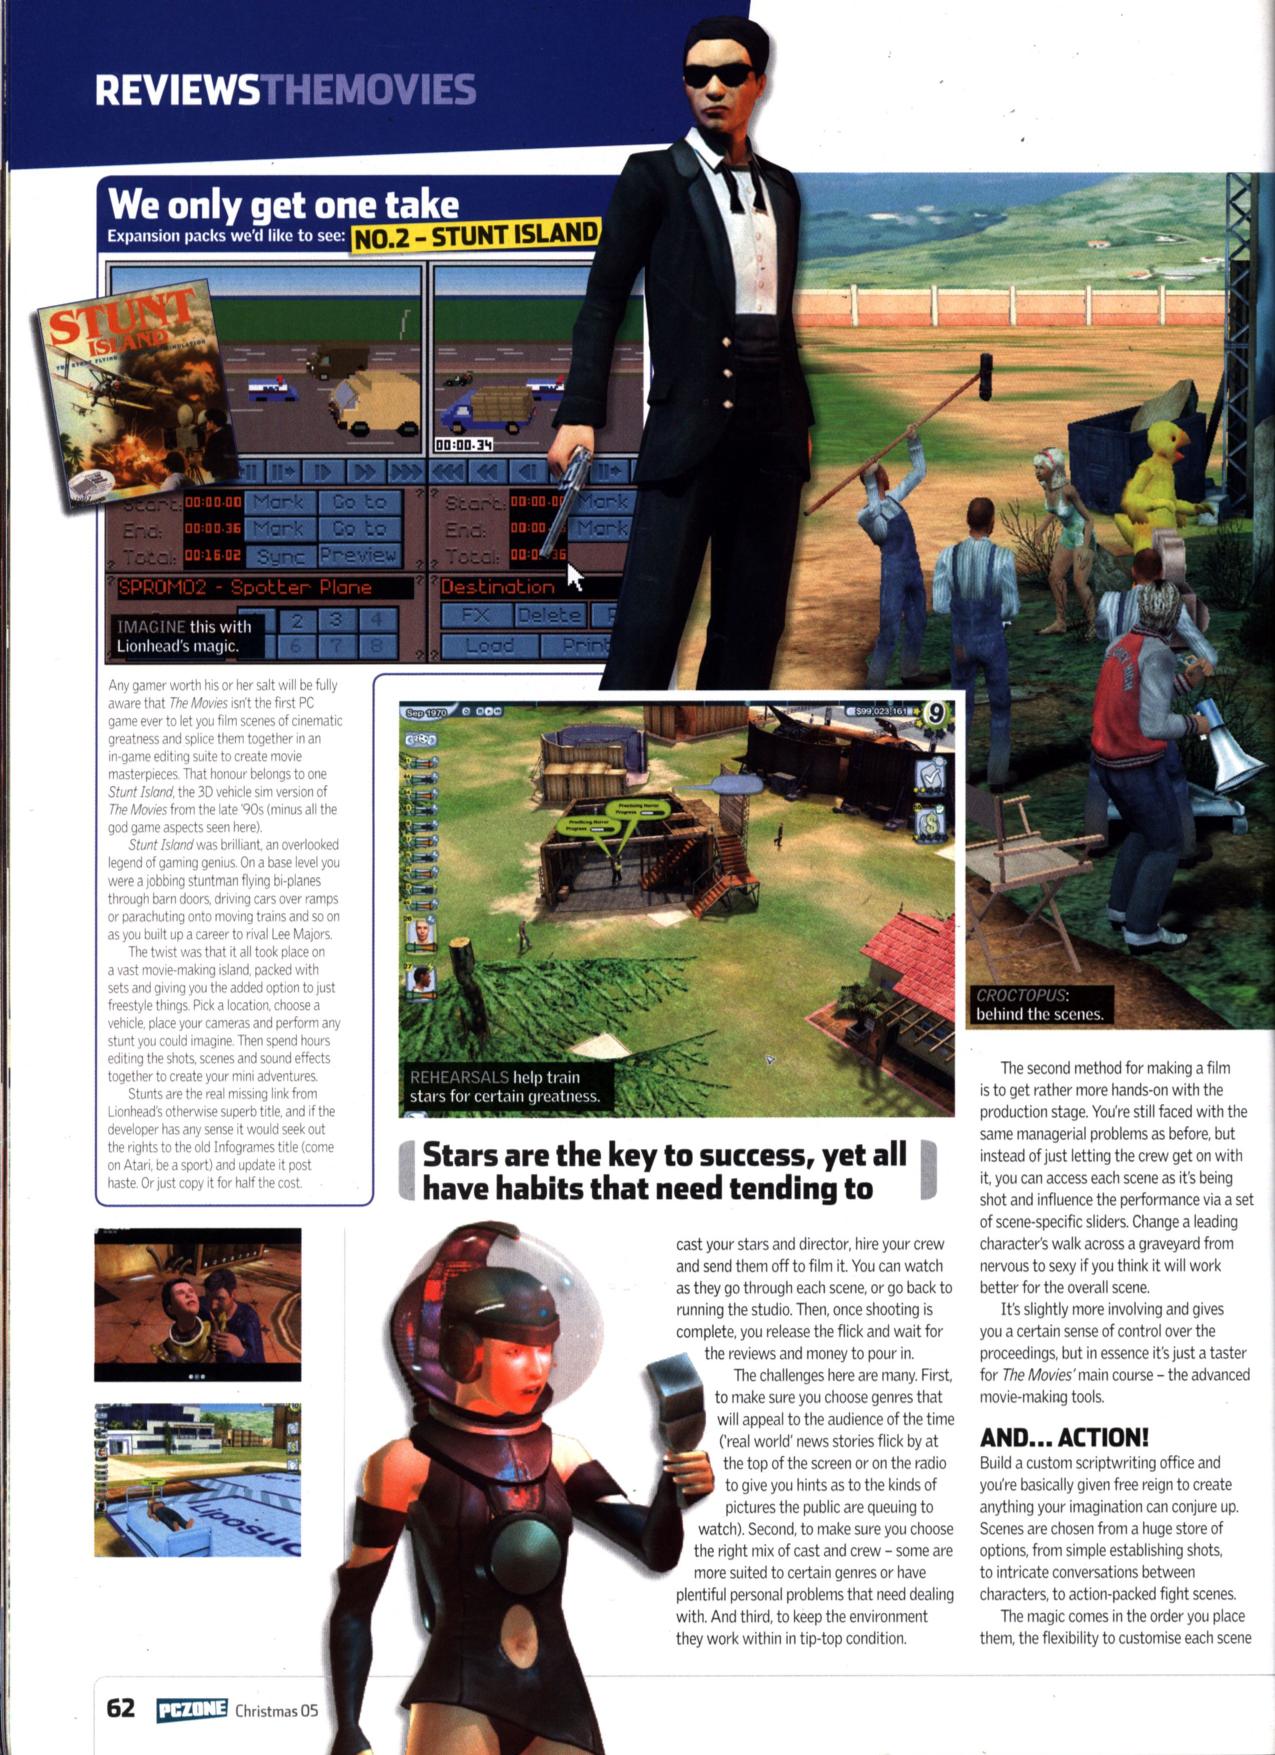 REVIEWSTHEMOVIES
We only get one take
Expansion packs we'd like to see: NO.2 – STUNT ISLAND
STUNT
ISLAND
00:00.34
Start: 00:00.00 Mark Go to
End: 00:00.36 Mark Go to
Total: 00:16.02 Sync Preview
SPROMO2 - Spotter Plane
2 3 4
6 7 8
Start: Mark
End: Mark
Total:
Destination
FX Delete
Load Print
IMAGINE this with
Lionhead's magic.
Any gamer worth his or her salt will be fully
aware that The Movies isn't the first PC
game ever to let you film scenes of cinematic
greatness and splice them together in an
in-game editing suite to create movie
masterpieces. That honour belongs to one
Stunt Island, the 3D vehicle sim version of
The Movies from the late '90s (minus all the
god game aspects seen here).
Stunt Island was brilliant, an overlooked
legend of gaming genius. On a base level you
were a jobbing stuntman flying bi-planes
through barn doors, driving cars over ramps
or parachuting onto moving trains and so on
as you built up a career to rival Lee Majors.
The twist was that it all took place on
a vast movie-making island, packed with
sets and giving you the added option to just
freestyle things. Pick a location, choose a
vehicle, place your cameras and perform any
stunt you could imagine. Then spend hours
editing the shots, scenes and sound effects
together to create your mini adventures.
Stunts are the real missing link from
Lionhead's otherwise superb title, and if the
developer has any sense it would seek out
the rights to the old Infogrames title (come
on Atari, be a sport) and update it post
haste. Or just copy it for half the cost.
Sep 1970
$99,023,161
9
Practicing Horror
Progress
Practicing Horror
Progress
REHEARSALS help train
stars for certain greatness.
CROCTOPUS:
behind the scenes.
Stars are the key to success, yet all
have habits that need tending to
Liposuc
cast your stars and director, hire your crew
and send them off to film it. You can watch
as they go through each scene, or go back to
running the studio. Then, once shooting is
complete, you release the flick and wait for
the reviews and money to pour in.
The challenges here are many. First,
to make sure you choose genres that
will appeal to the audience of the time
('real world' news stories flick by at
the top of the screen or on the radio
to give you hints as to the kinds of
pictures the public are queuing to
watch). Second, to make sure you choose
the right mix of cast and crew – some are
more suited to certain genres or have
plentiful personal problems that need dealing
with. And third, to keep the environment
they work within in tip-top condition.
The second method for making a film
is to get rather more hands-on with the
production stage. You're still faced with the
same managerial problems as before, but
instead of just letting the crew get on with
it, you can access each scene as it's being
shot and influence the performance via a set
of scene-specific sliders. Change a leading
character's walk across a graveyard from
nervous to sexy if you think it will work
better for the overall scene.
It's slightly more involving and gives
you a certain sense of control over the
proceedings, but in essence it's just a taster
for The Movies' main course – the advanced
movie-making tools.
AND... ACTION!
Build a custom scriptwriting office and
you're basically given free reign to create
anything your imagination can conjure up.
Scenes are chosen from a huge store of
options, from simple establishing shots,
to intricate conversations between
characters, to action-packed fight scenes.
The magic comes in the order you place
them, the flexibility to customise each scene
62 PCZONE Christmas 05